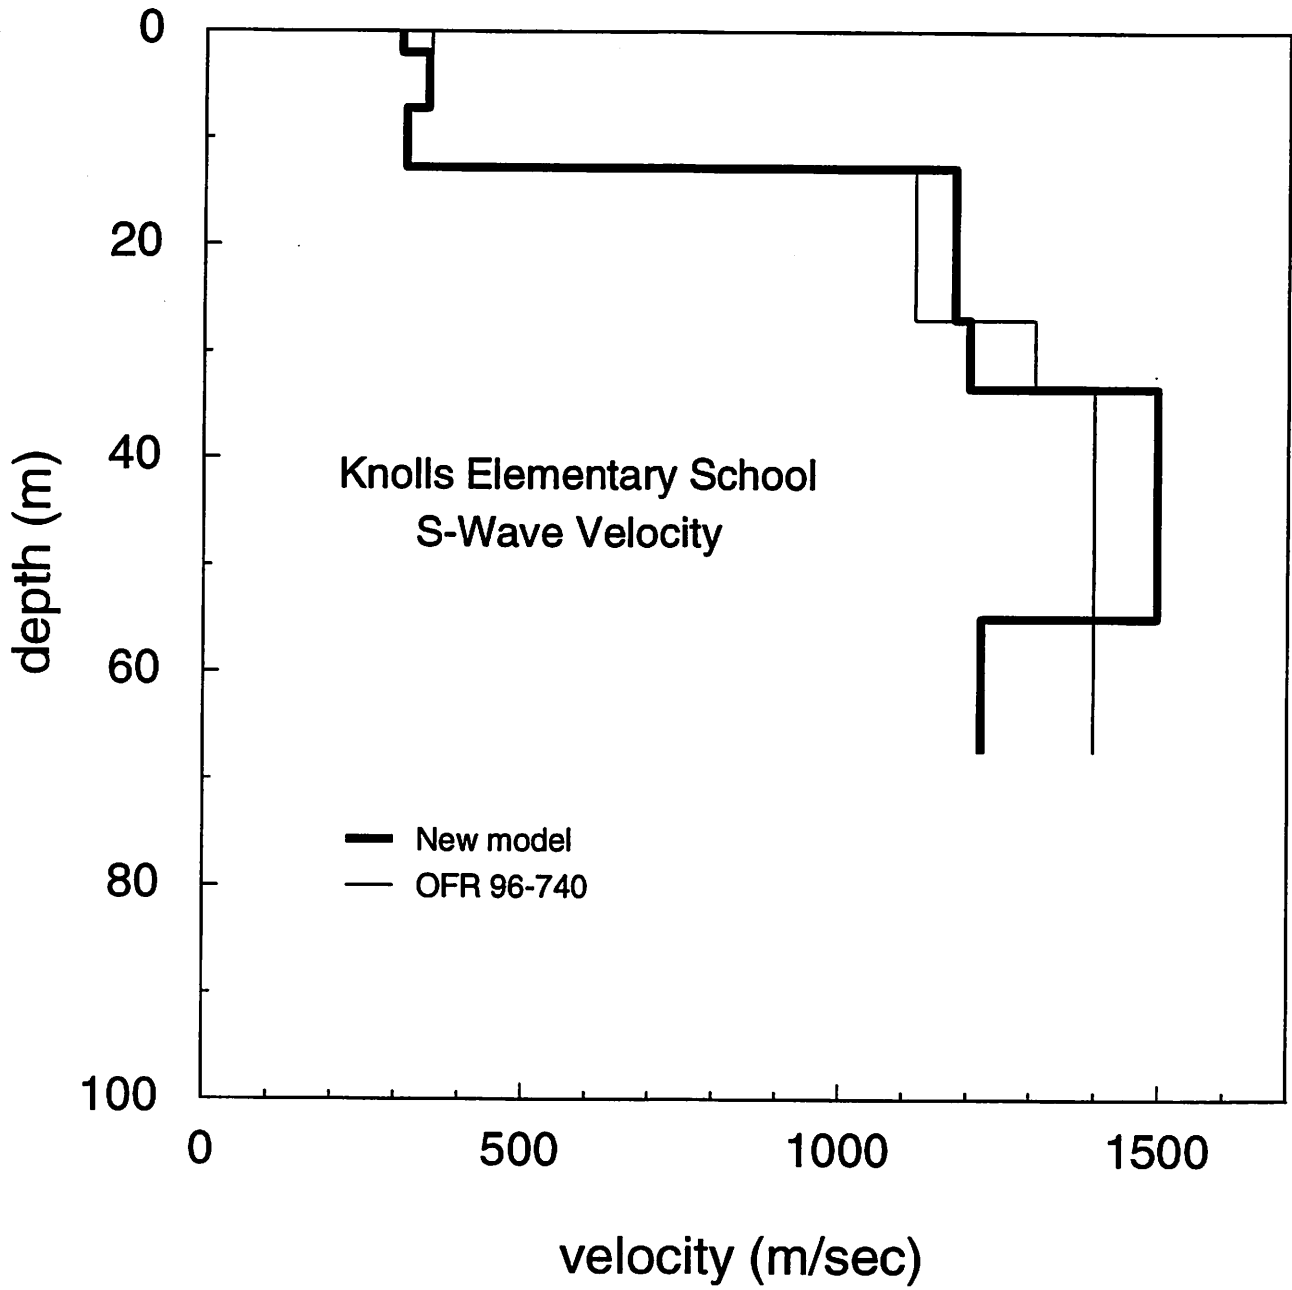 0
20
40
60
80
100
depth (m)
Knolls Elementary School
S-Wave Velocity
New model
OFR 96-740
0 500 1000 1500
velocity (m/sec)